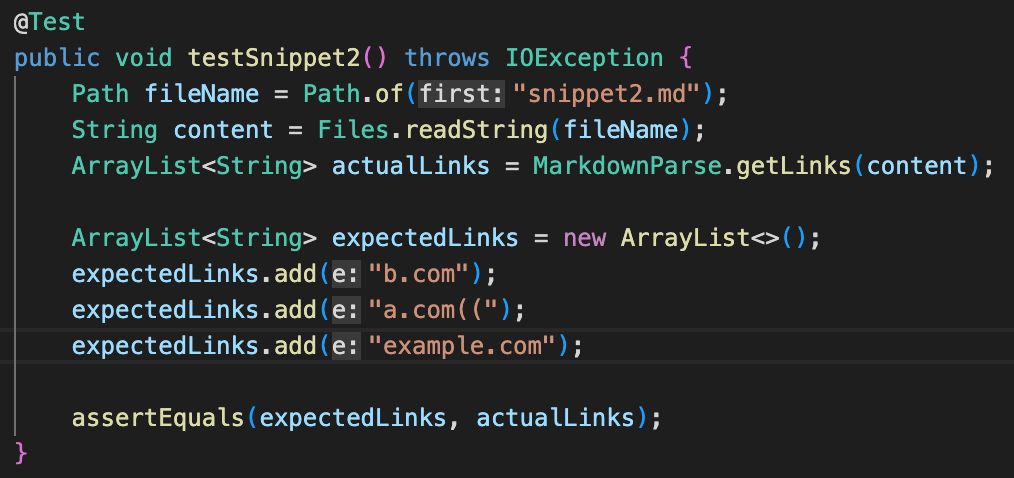 @Test
public void testSnippet2() throws IOException {
    Path fileName = Path.of(first: "snippet2.md");
    String content = Files.readString(fileName);
    ArrayList<String> actualLinks = MarkdownParse.getLinks(content);

    ArrayList<String> expectedLinks = new ArrayList<>();
    expectedLinks.add(e: "b.com");
    expectedLinks.add(e: "a.com((");
    expectedLinks.add(e: "example.com");

    assertEquals(expectedLinks, actualLinks);
}